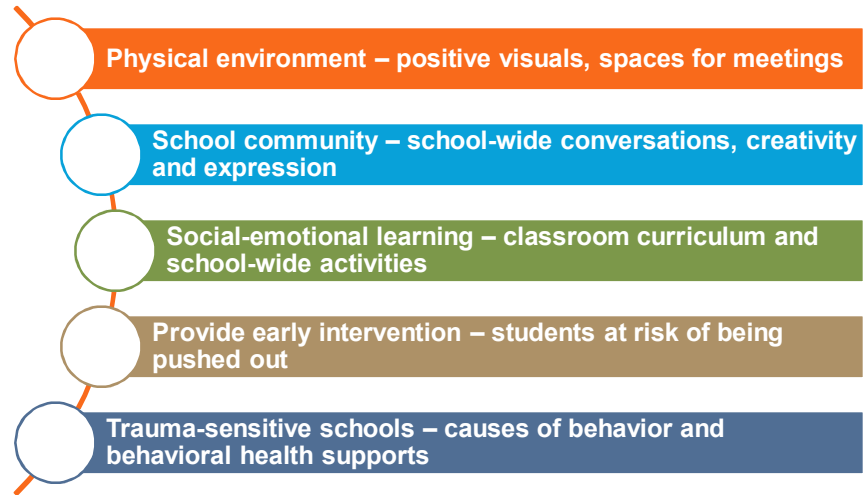 Physical environment – positive visuals, spaces for meetings
School community – school-wide conversations, creativity
and expression
Social-emotional learning – classroom curriculum and
school-wide activities
Provide early intervention – students at risk of being
pushed out
Trauma-sensitive schools – causes of behavior and
behavioral health supports